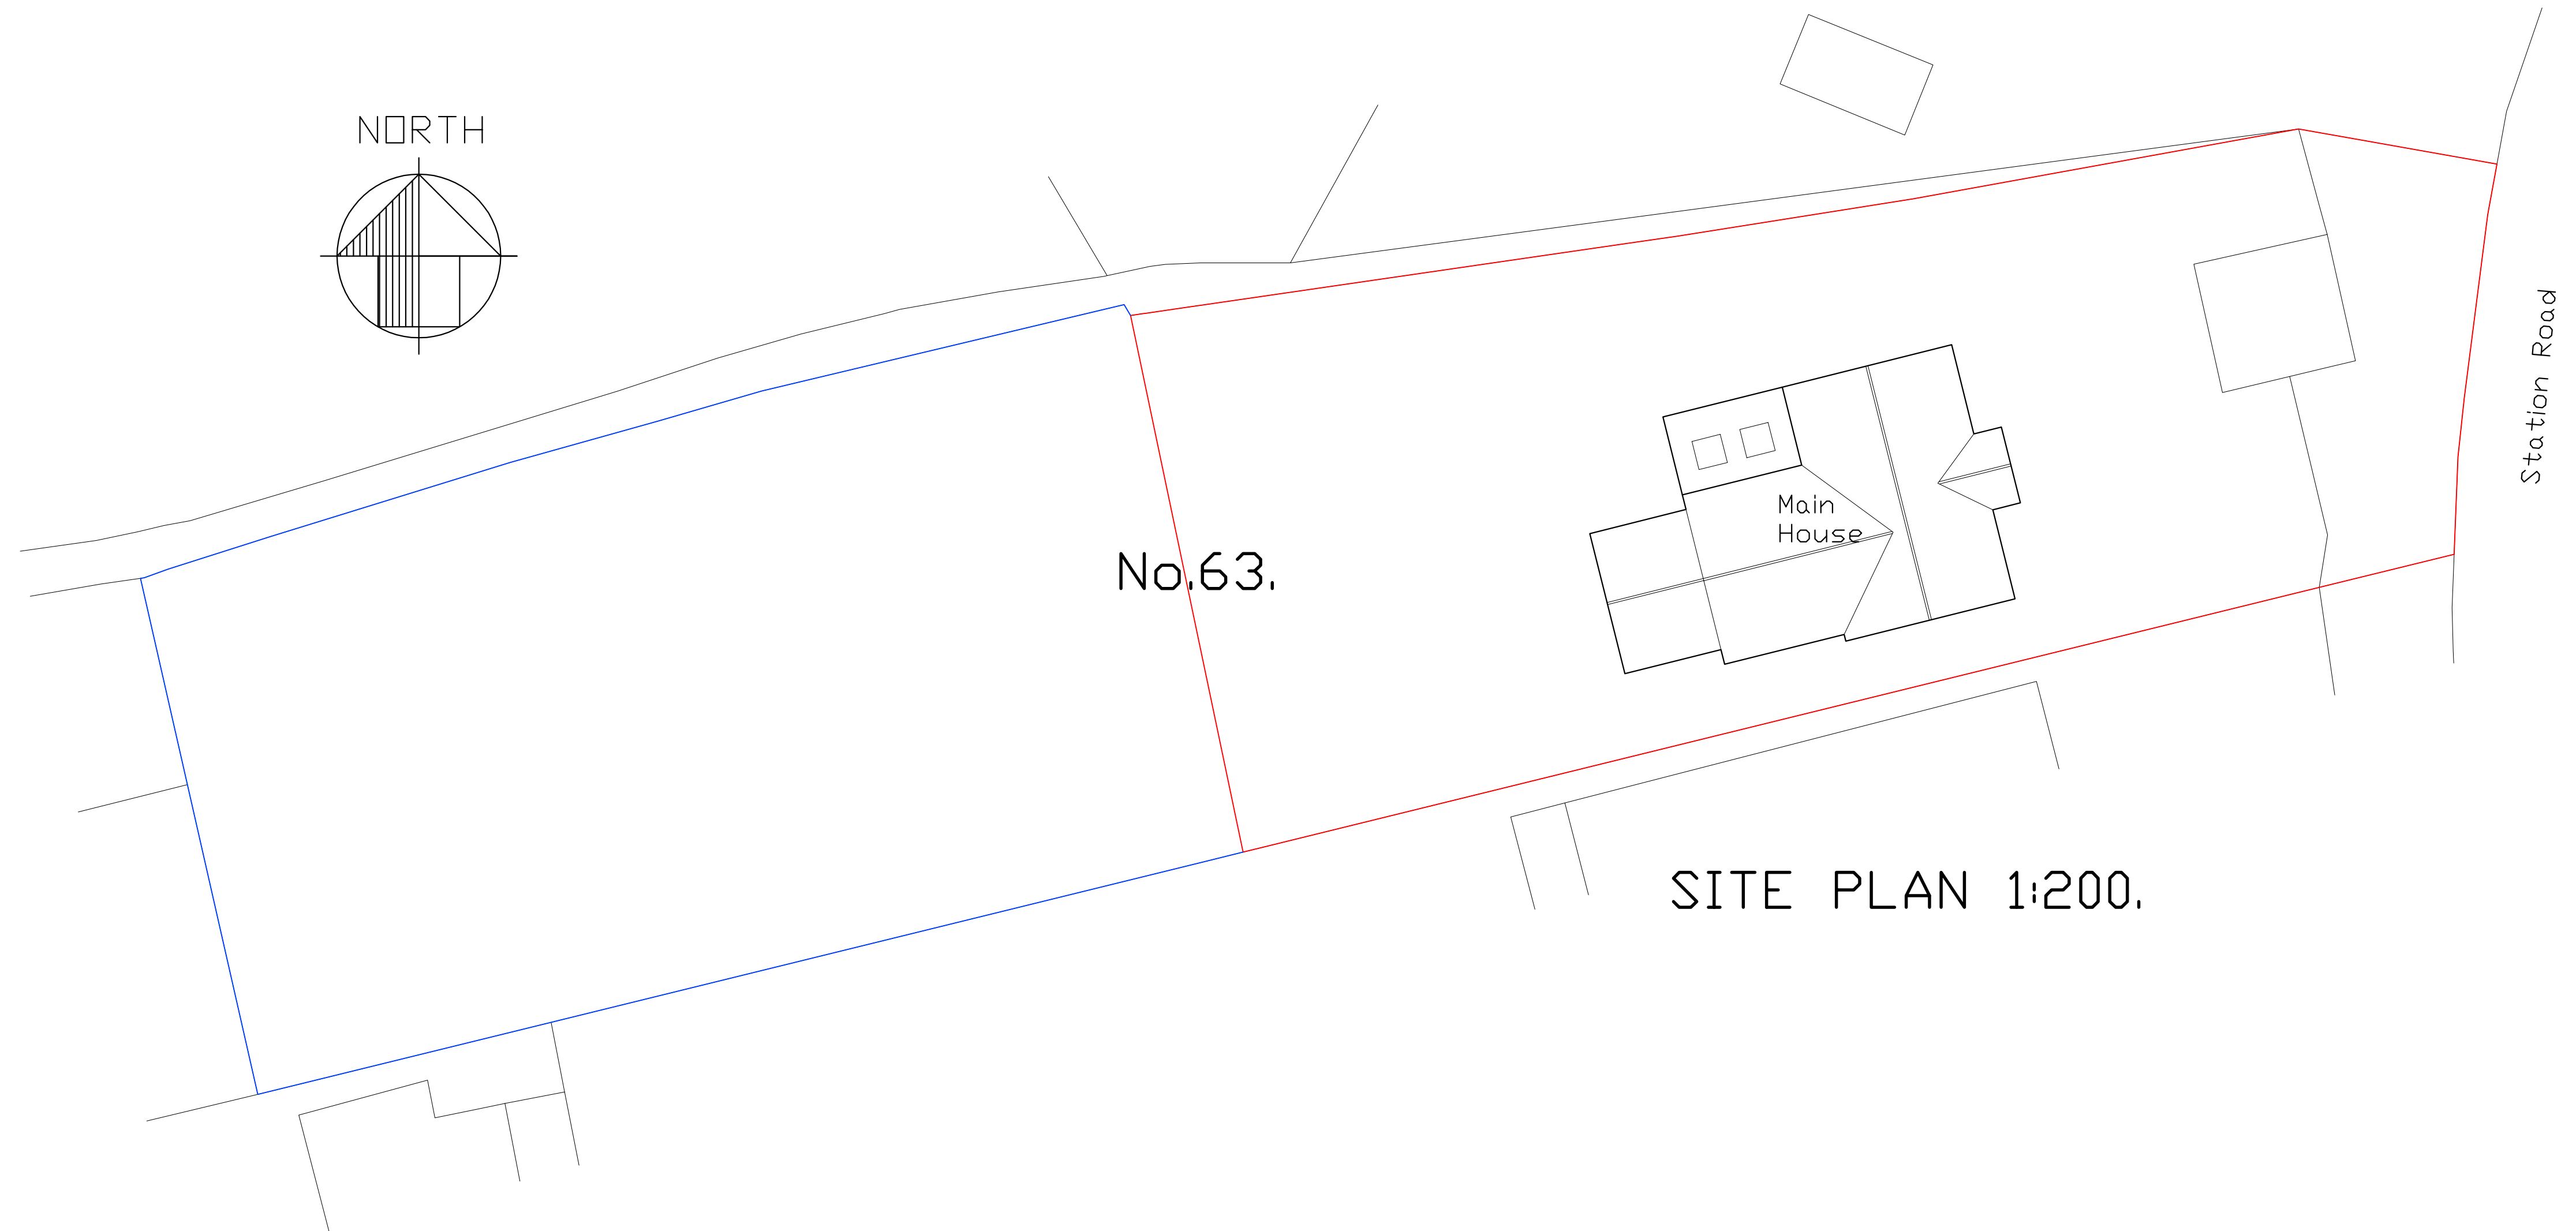 NORTH
Station Road
Main
House
No.63.
SITE PLAN 1:200.